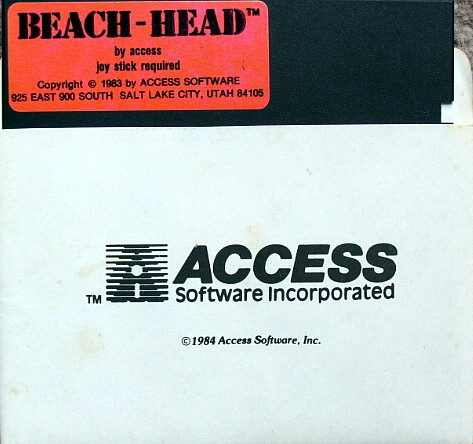 BEACH-HEAD™
by access
joy stick required
Copyright © 1983 by ACCESS SOFTWARE
925 EAST 900 SOUTH SALT LAKE CITY, UTAH 84105
TM ACCESS
Software Incorporated
©1984 Access Software, Inc.